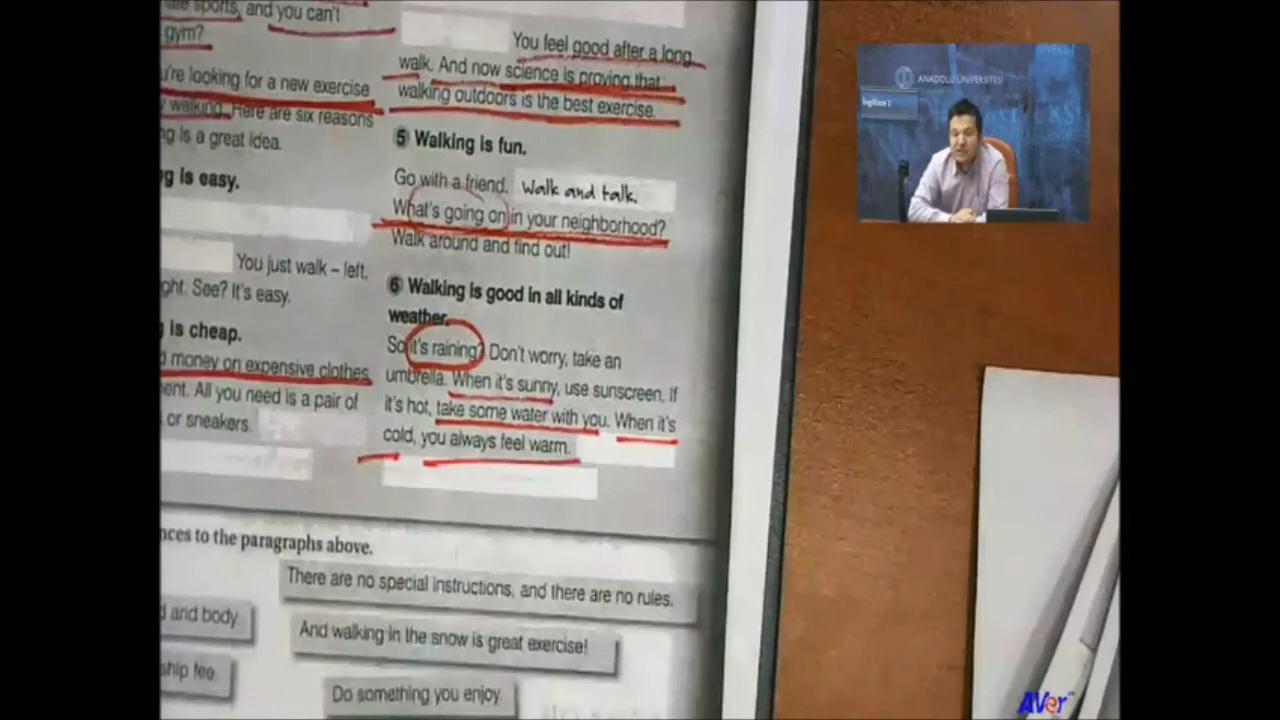 sports, and you can't
gym?
you're looking for a new exercise
walking. Here are six reasons
is a great idea.
is easy.
You just walk – left,
See? It's easy.
is cheap.
money on expensive clothes
All you need is a pair of
or sneakers.
You feel good after a long
walk. And now science is proving that
walking outdoors is the best exercise.
5 Walking is fun.
Go with a friend. Walk and talk.
What's going on in your neighborhood?
Walk around and find out!
6 Walking is good in all kinds of
weather.
So it's raining? Don't worry, take an
umbrella. When it's sunny, use sunscreen. If
it's hot, take some water with you. When it's
cold, you always feel warm.
to the paragraphs above.
There are no special instructions, and there are no rules.
and body
And walking in the snow is great exercise!
fee.
Do something you enjoy
ANADOLU ÜNİVERSİTESİ
İngilizce 1
AVer